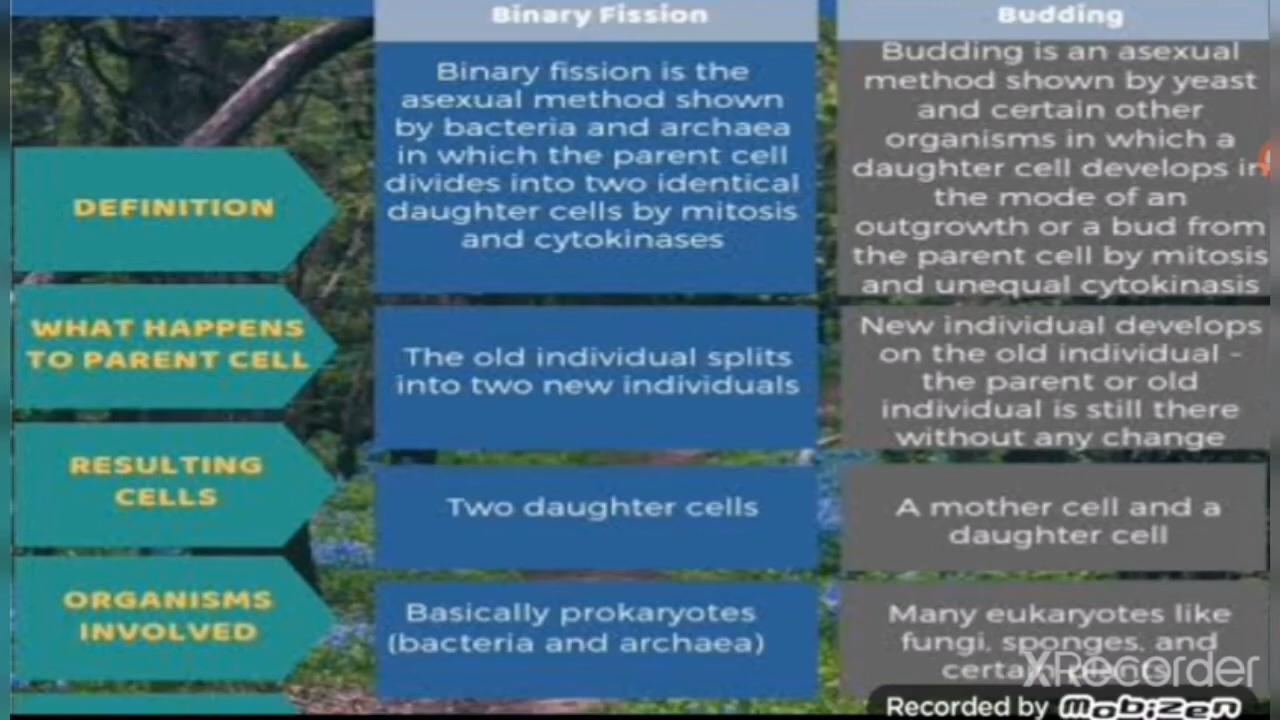 Binary Fission
Budding
DEFINITION
Binary fission is the
asexual method shown
by bacteria and archaea
in which the parent cell
divides into two identical
daughter cells by mitosis
and cytokinases
Budding is an asexual
method shown by yeast
and certain other
organisms in which a
daughter cell develops in
the mode of an
outgrowth or a bud from
the parent cell by mitosis
and unequal cytokinasis
WHAT HAPPENS
TO PARENT CELL
The old individual splits
into two new individuals
New individual develops
on the old individual -
the parent or old
individual is still there
without any change
RESULTING
CELLS
Two daughter cells
A mother cell and a
daughter cell
ORGANISMS
INVOLVED
Basically prokaryotes
(bacteria and archaea)
Many eukaryotes like
fungi, sponges, and
certain plants
XRecorder
Recorded by mobizen